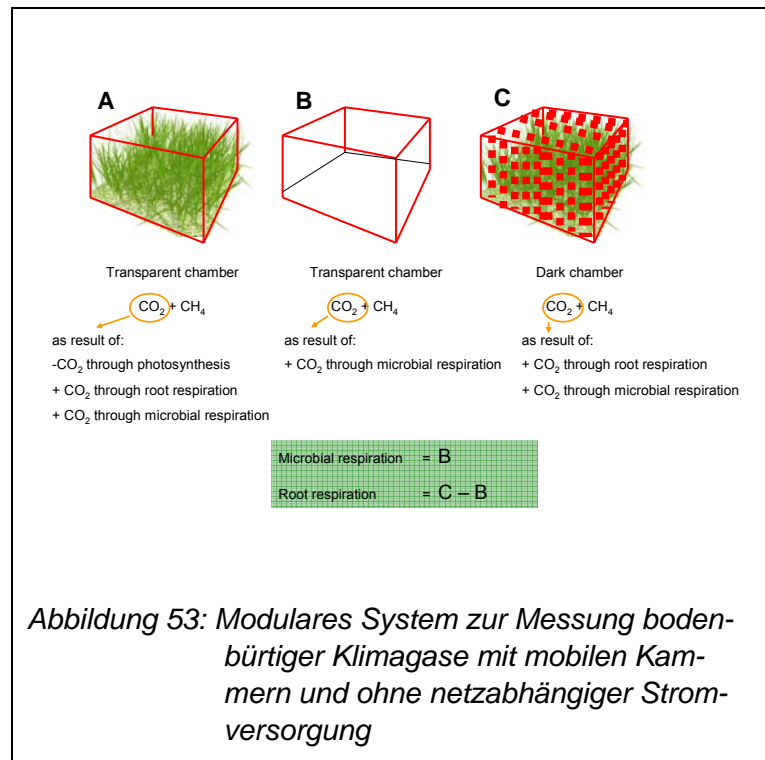 A B C
Transparent chamber Transparent chamber Dark chamber
CO₂ + CH₄ CO₂ + CH₄ CO₂ + CH₄
as result of: as result of: as result of:
-CO₂ through photosynthesis + CO₂ through microbial respiration + CO₂ through root respiration
+ CO₂ through root respiration + CO₂ through microbial respiration
+ CO₂ through microbial respiration
Microbial respiration = B
Root respiration = C – B
Abbildung 53: Modulares System zur Messung boden-
bürtiger Klimagase mit mobilen Kam-
mern und ohne netzabhängiger Strom-
versorgung